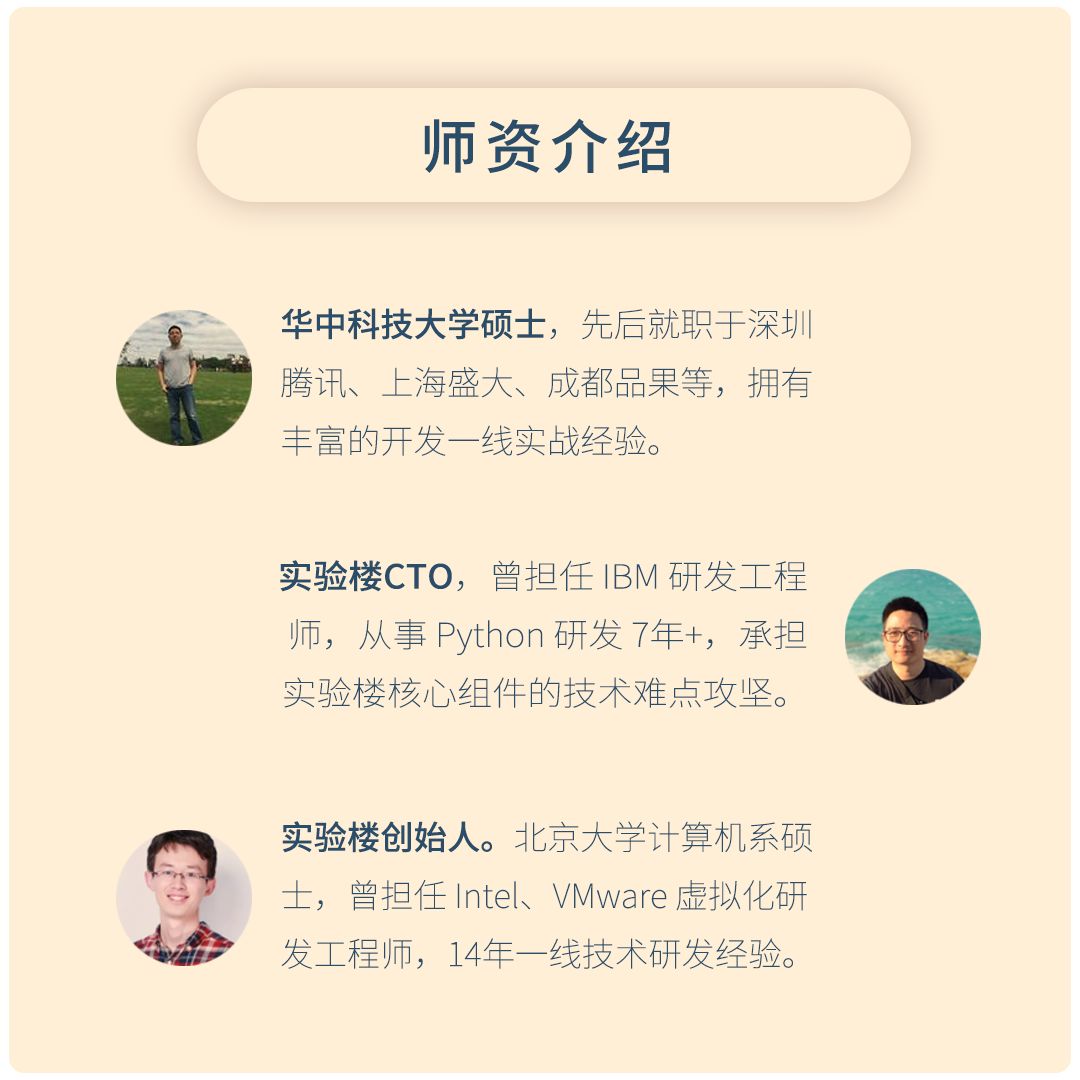 师资介绍
华中科技大学硕士，先后就职于深圳
腾讯、上海盛大、成都品果等，拥有
丰富的开发一线实战经验。
实验楼CTO，曾担任 IBM 研发工程
师，从事 Python 研发 7年+，承担
实验楼核心组件的技术难点攻坚。
实验楼创始人。北京大学计算机系硕
士，曾担任 Intel、VMware 虚拟化研
发工程师，14年一线技术研发经验。